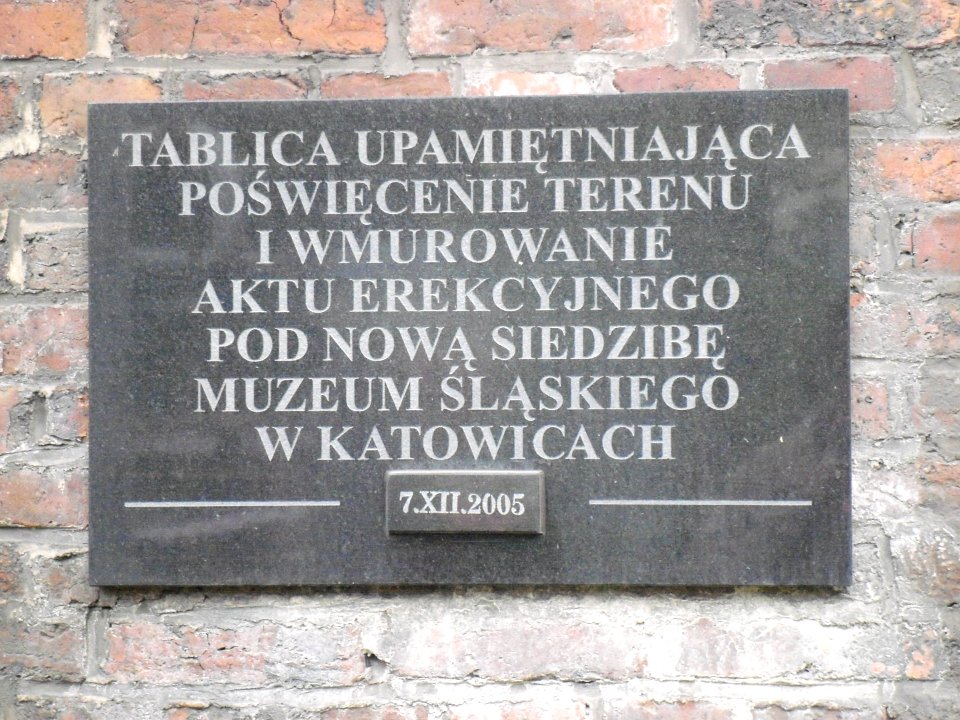 TABLICA UPAMIĘTNIAJĄCA
POŚWIĘCENIE TERENU
I WMUROWANIE
AKTU EREKCYJNEGO
POD NOWĄ SIEDZIBĘ
MUZEUM ŚLĄSKIEGO
W KATOWICACH
7.XII.2005